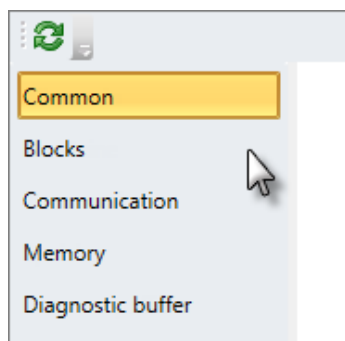 Common
Blocks
Communication
Memory
Diagnostic buffer